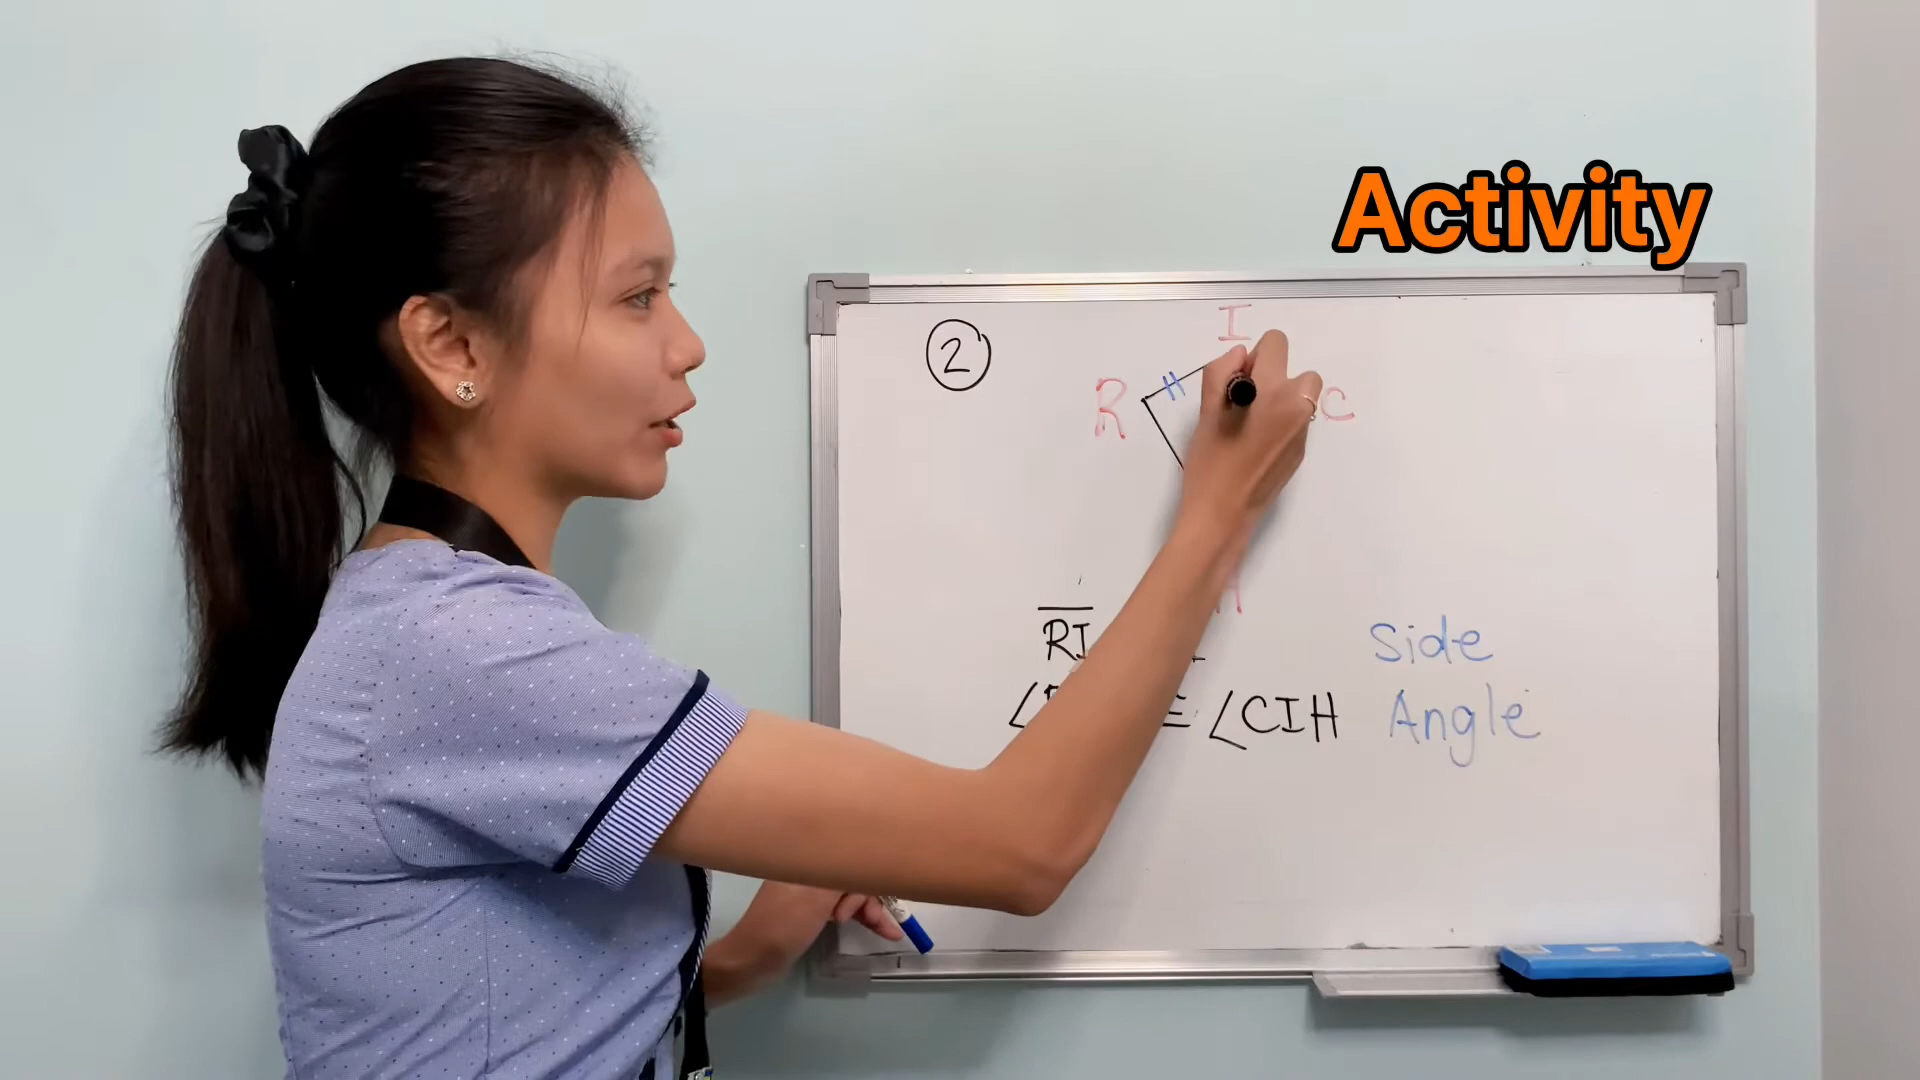 Activity
2
I
R
C
H
RI Side
∠ ≅ ∠CIH Angle